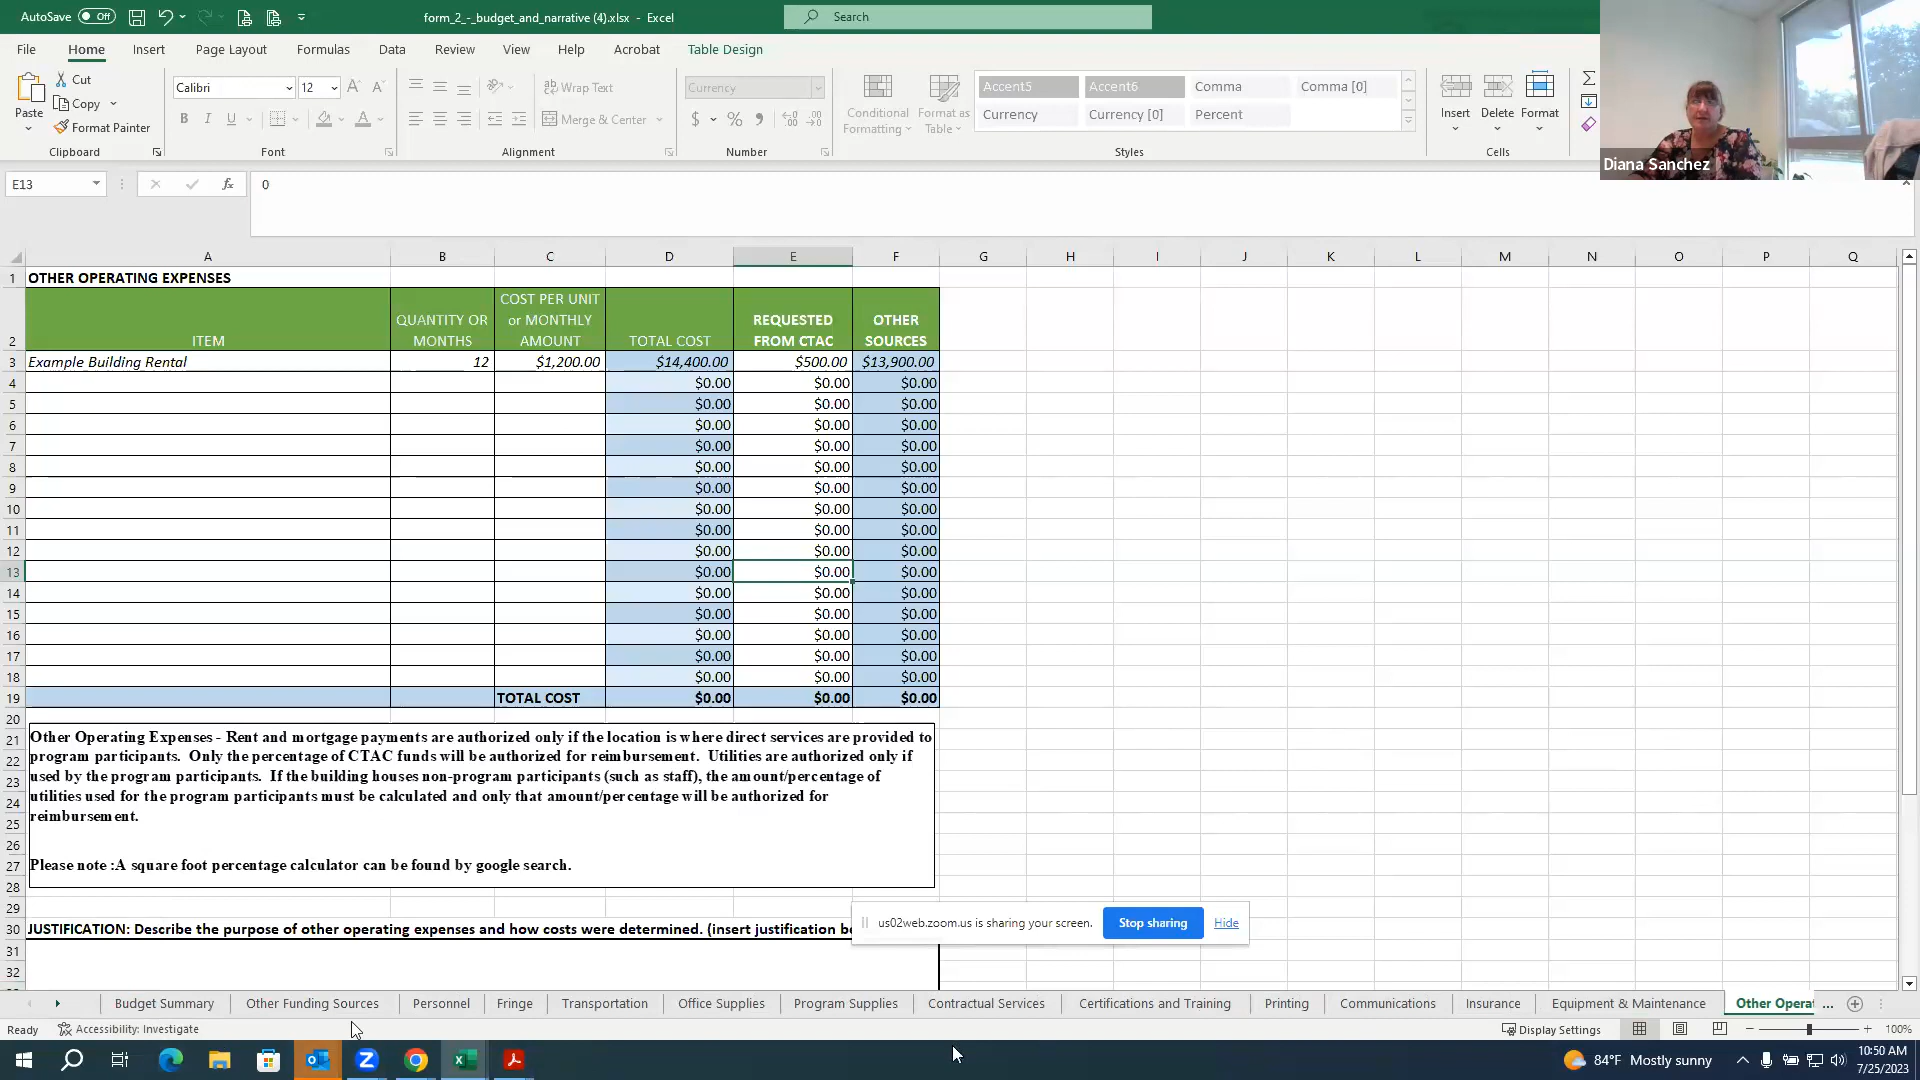 AutoSave Off form_2_-_budget_and_narrative (4).xlsx - Excel Search
File Home Insert Page Layout Formulas Data Review View Help Acrobat Table Design
Paste Cut Copy Format Painter Clipboard
Calibri 12 B I U A Font
Wrap Text Merge & Center Alignment
Currency $ % Number
Conditional Formatting Format as Table
Accent5 Accent6 Comma Comma [0]
Currency Currency [0] Percent
Styles
Insert Delete Format
Cells
Diana Sanchez
E13 fx 0
A B C D E F G H I J K L M N O P Q
1 OTHER OPERATING EXPENSES
COST PER UNIT
QUANTITY OR or MONTHLY REQUESTED OTHER
2 ITEM MONTHS AMOUNT TOTAL COST FROM CTAC SOURCES
3 Example Building Rental 12 $1,200.00 $14,400.00 $500.00 $13,900.00
4 $0.00 $0.00 $0.00
5 $0.00 $0.00 $0.00
6 $0.00 $0.00 $0.00
7 $0.00 $0.00 $0.00
8 $0.00 $0.00 $0.00
9 $0.00 $0.00 $0.00
10 $0.00 $0.00 $0.00
11 $0.00 $0.00 $0.00
12 $0.00 $0.00 $0.00
13 $0.00 $0.00 $0.00
14 $0.00 $0.00 $0.00
15 $0.00 $0.00 $0.00
16 $0.00 $0.00 $0.00
17 $0.00 $0.00 $0.00
18 $0.00 $0.00 $0.00
19 TOTAL COST $0.00 $0.00 $0.00
20
21 Other Operating Expenses - Rent and mortgage payments are authorized only if the location is where direct services are provided to
22 program participants. Only the percentage of CTAC funds will be authorized for reimbursement. Utilities are authorized only if
23 used by the program participants. If the building houses non-program participants (such as staff), the amount/percentage of
24 utilities used for the program participants must be calculated and only that amount/percentage will be authorized for
25 reimbursement.
26
27 Please note :A square foot percentage calculator can be found by google search.
28
29
30 JUSTIFICATION: Describe the purpose of other operating expenses and how costs were determined. (insert justification be
us02web.zoom.us is sharing your screen. Stop sharing Hide
31
32
Budget Summary Other Funding Sources Personnel Fringe Transportation Office Supplies Program Supplies Contractual Services Certifications and Training Printing Communications Insurance Equipment & Maintenance Other Operat ...
Ready Accessibility: Investigate Display Settings 100%
84°F Mostly sunny 10:50 AM
7/25/2023